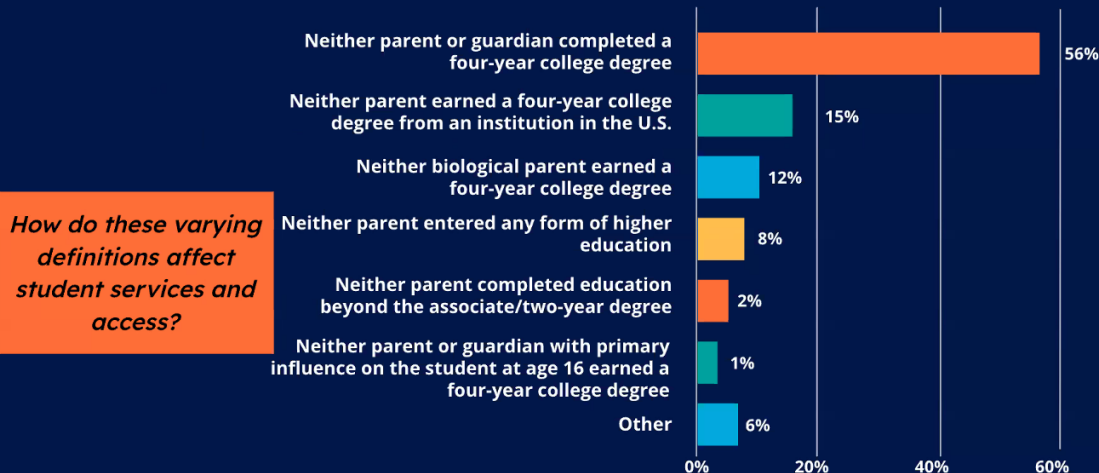 Neither parent or guardian completed a
four-year college degree
56%
Neither parent earned a four-year college
degree from an institution in the U.S.
15%
Neither biological parent earned a
four-year college degree
12%
How do these varying
definitions affect
student services and
access?
Neither parent entered any form of higher
education
8%
Neither parent completed education
beyond the associate/two-year degree
2%
Neither parent or guardian with primary
influence on the student at age 16 earned a
four-year college degree
1%
Other
6%
0% 20% 40% 60%